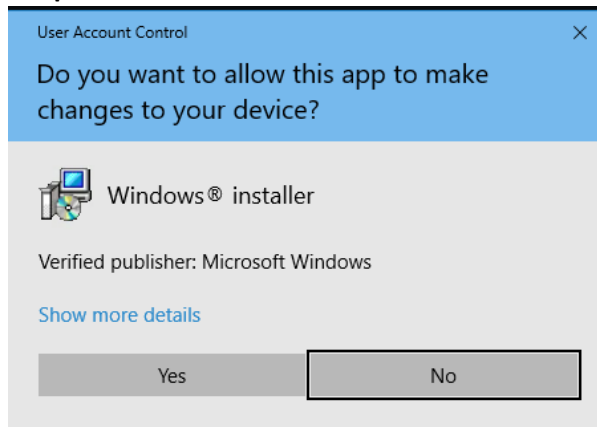 User Account Control
Do you want to allow this app to make
changes to your device?
Windows® installer
Verified publisher: Microsoft Windows
Show more details
Yes
No